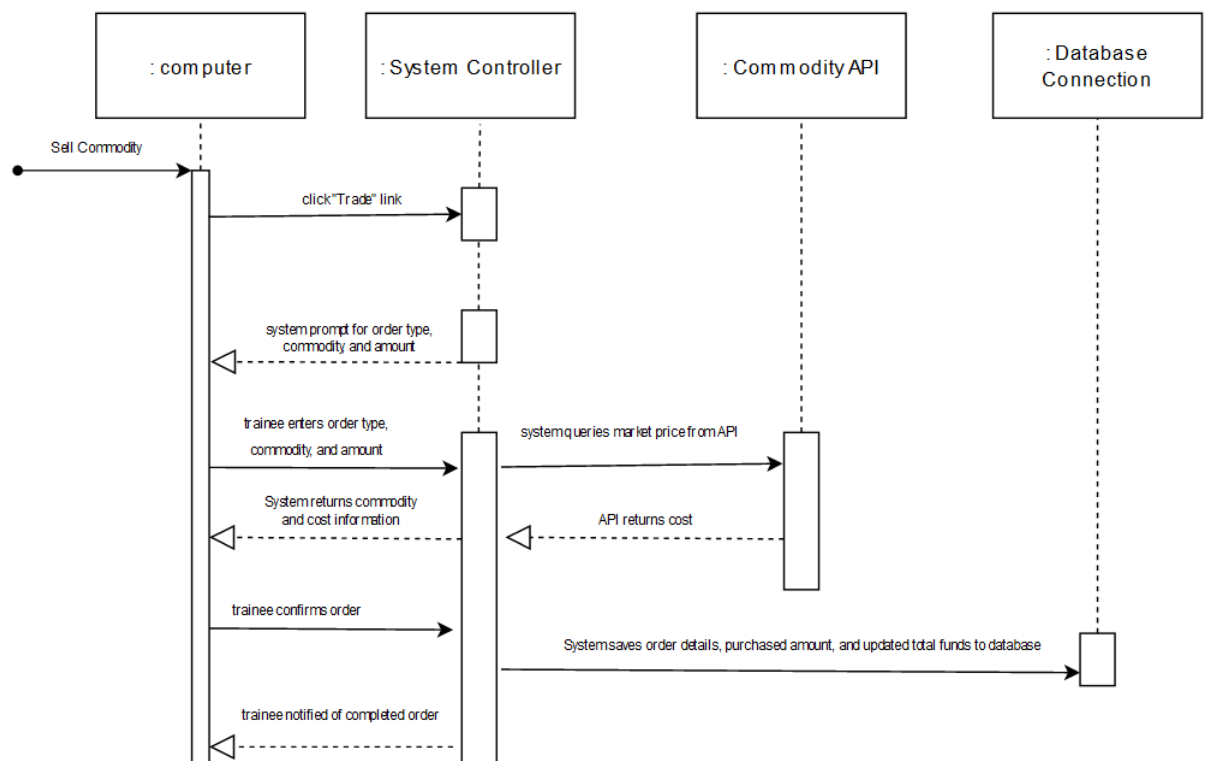 : computer
: System Controller
: Commodity API
: Database
Connection
Sell Commodity
click "Trade" link
system prompt for order type,
commodity, and amount
trainee enters order type,
commodity, and amount
system queries market price from API
System returns commodity
and cost information
API returns cost
trainee confirms order
System saves order details, purchased amount, and updated total funds to database
trainee notified of completed order